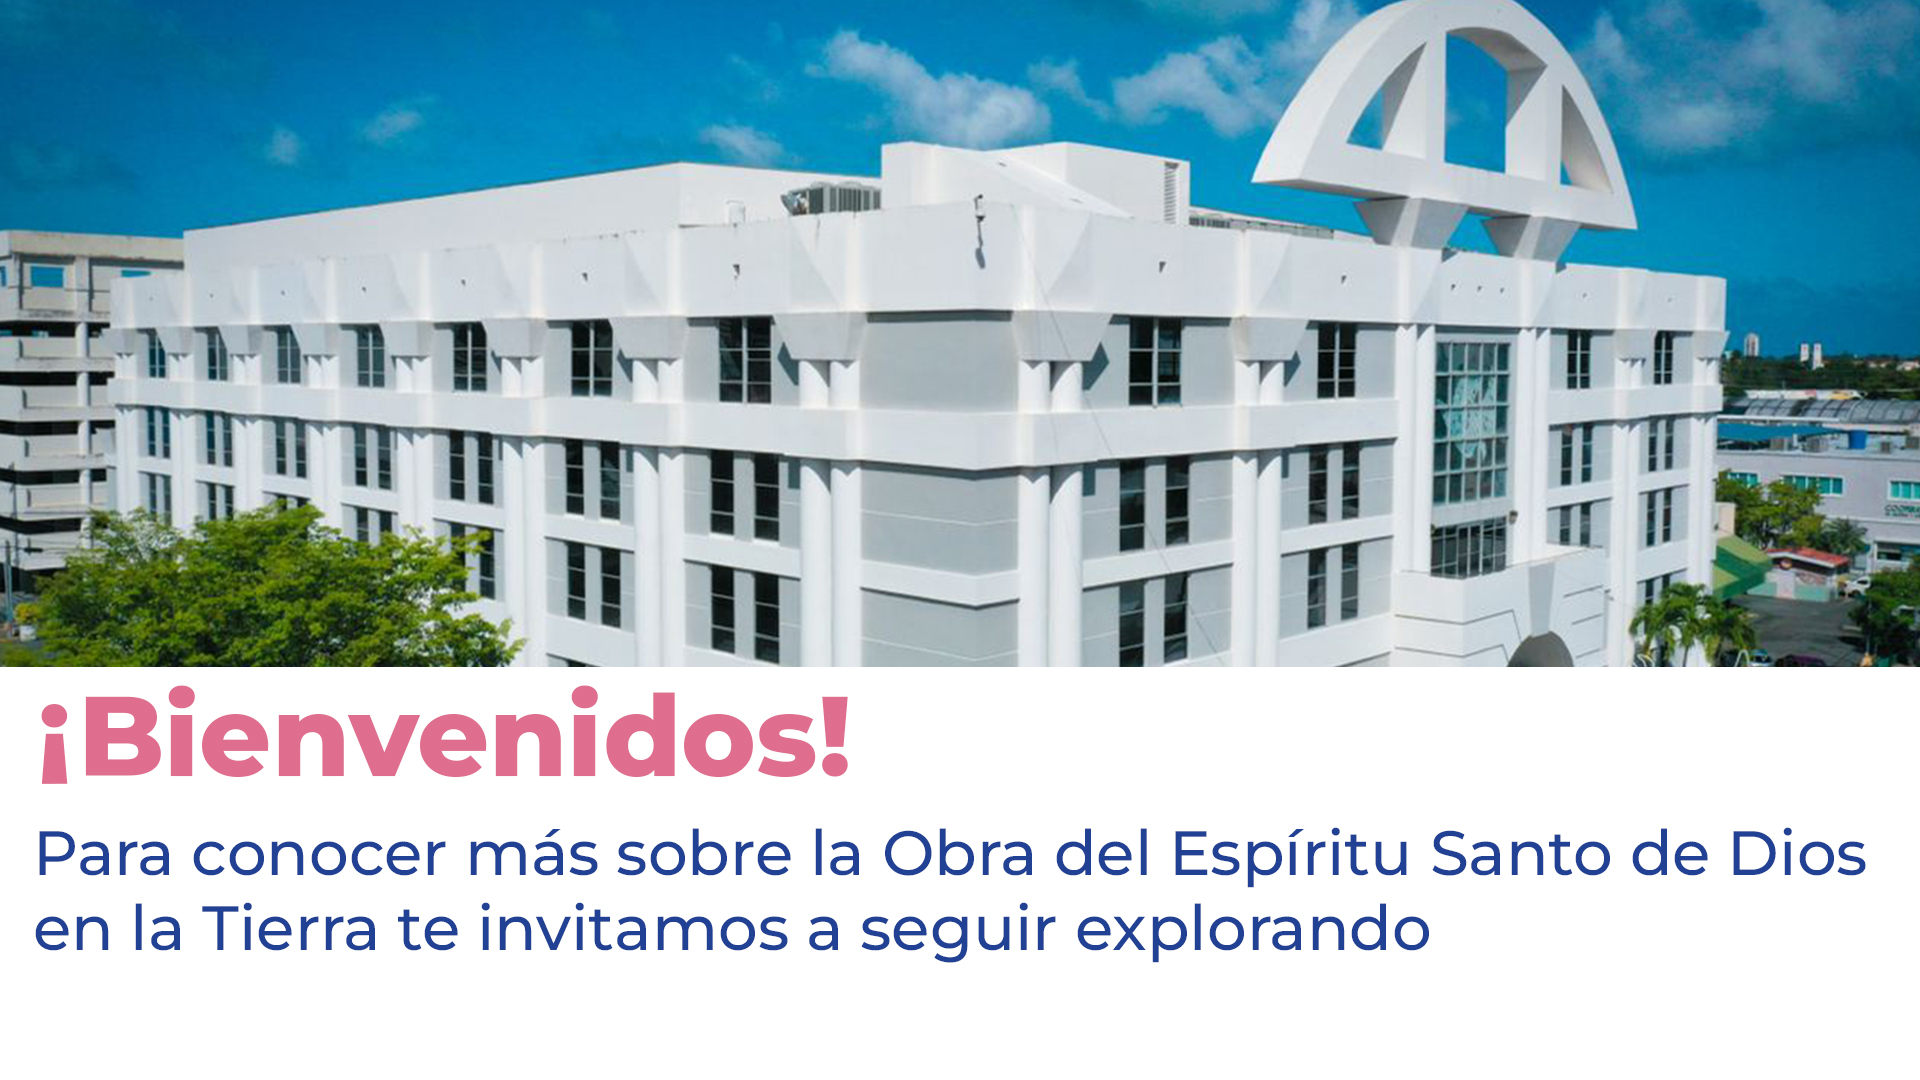 ¡Bienvenidos!
Para conocer más sobre la Obra del Espíritu Santo de Dios
en la Tierra te invitamos a seguir explorando